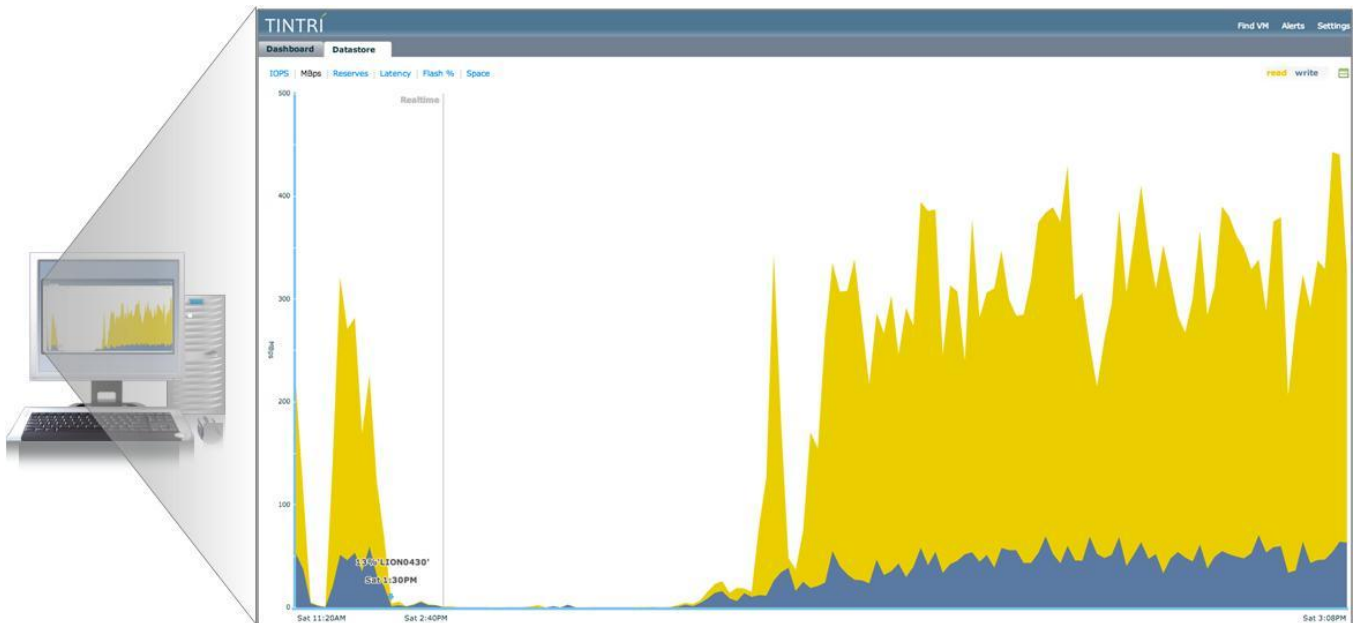 TINTRI
Find VM Alerts Settings
Dashboard Datastore
IOPS | MBps | Reserves | Latency | Flash % | Space
read write
500
Realtime
400
300
MBps
200
100
13% 'LION0430'
Sat 1:30PM
0
Sat 11:20AM Sat 2:40PM Sat 3:08PM